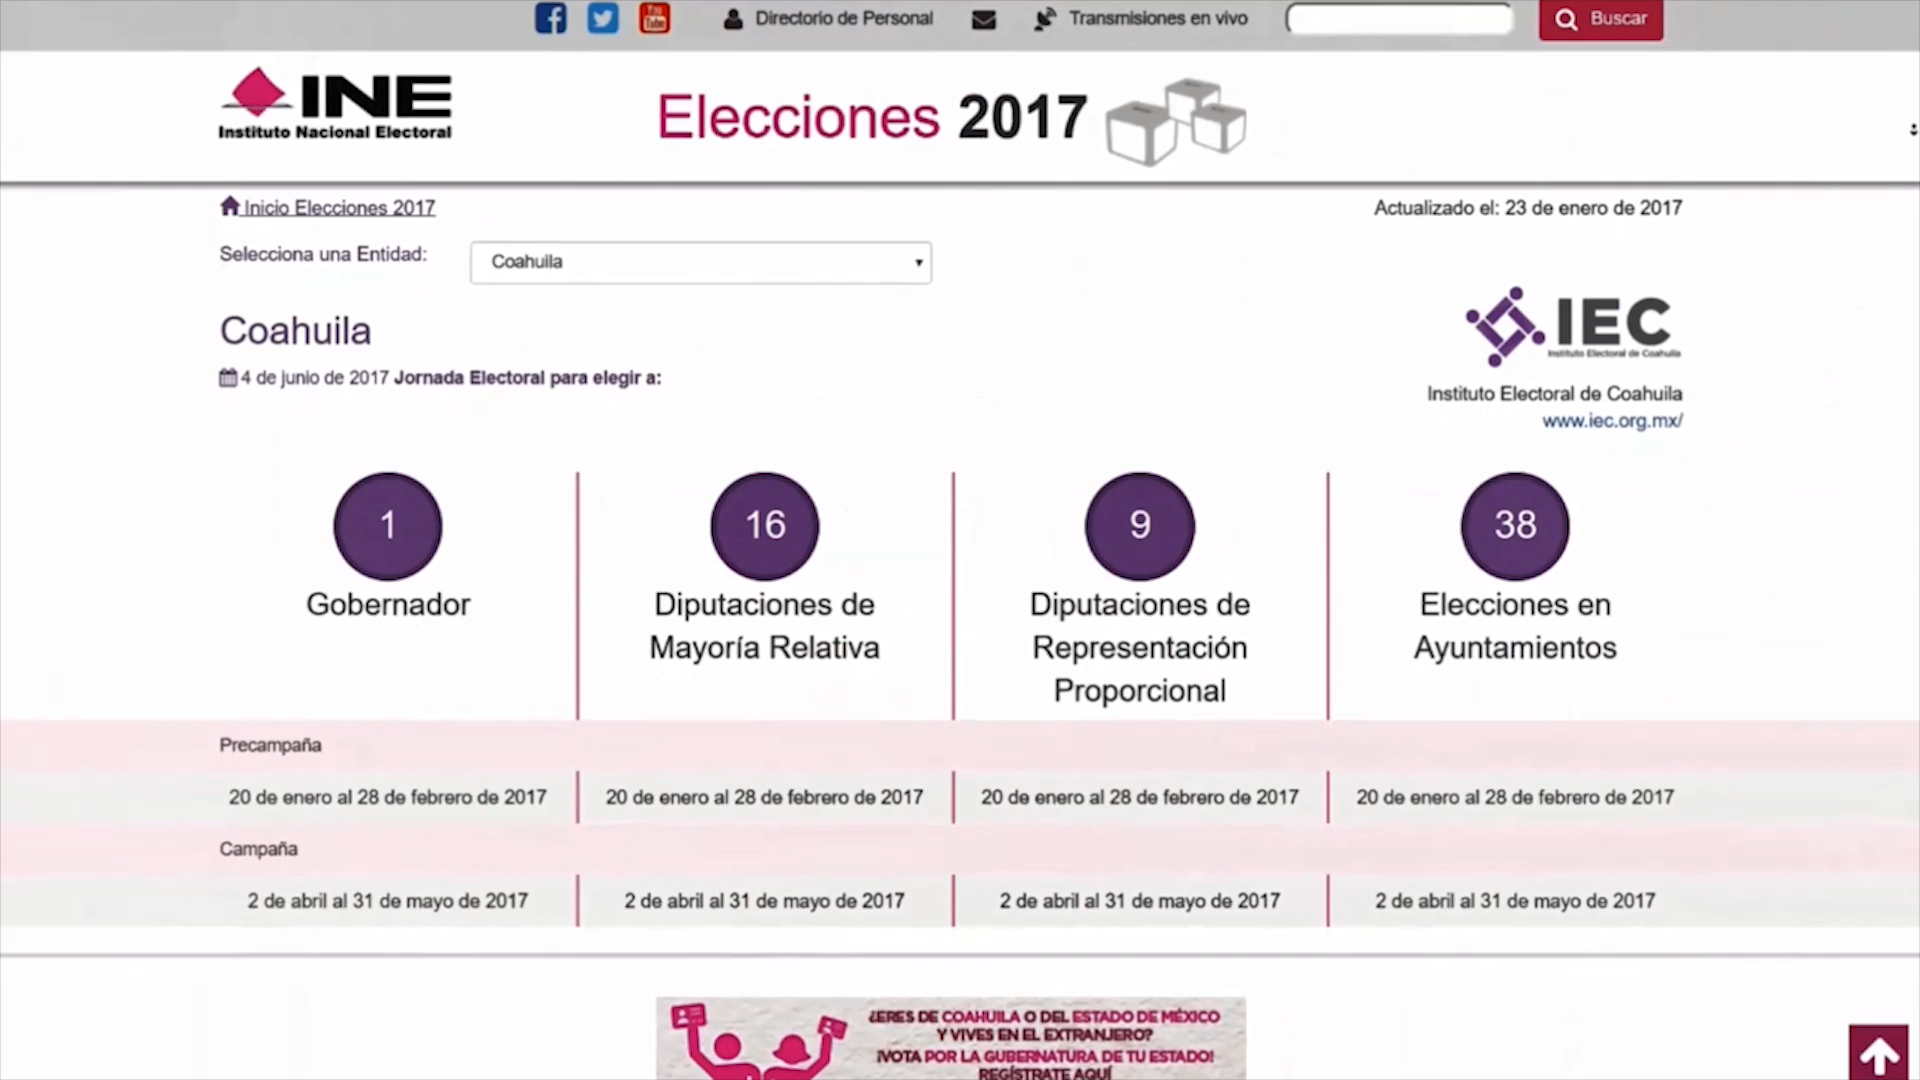 Directorio de Personal
Transmisiones en vivo
Buscar
INE
Instituto Nacional Electoral
Elecciones 2017
Inicio Elecciones 2017
Actualizado el: 23 de enero de 2017
Selecciona una Entidad:
Coahuila
Coahuila
4 de junio de 2017 Jornada Electoral para elegir a:
IEC
Instituto Electoral de Coahuila
Instituto Electoral de Coahuila
www.iec.org.mx/
1
Gobernador
16
Diputaciones de
Mayoría Relativa
9
Diputaciones de
Representación
Proporcional
38
Elecciones en
Ayuntamientos
Precampaña
20 de enero al 28 de febrero de 2017
20 de enero al 28 de febrero de 2017
20 de enero al 28 de febrero de 2017
20 de enero al 28 de febrero de 2017
Campaña
2 de abril al 31 de mayo de 2017
2 de abril al 31 de mayo de 2017
2 de abril al 31 de mayo de 2017
2 de abril al 31 de mayo de 2017
¿ERES DE COAHUILA O DEL ESTADO DE MÉXICO
Y VIVES EN EL EXTRANJERO?
¡VOTA POR LA GUBERNATURA DE TU ESTADO!
REGÍSTRATE AQUÍ